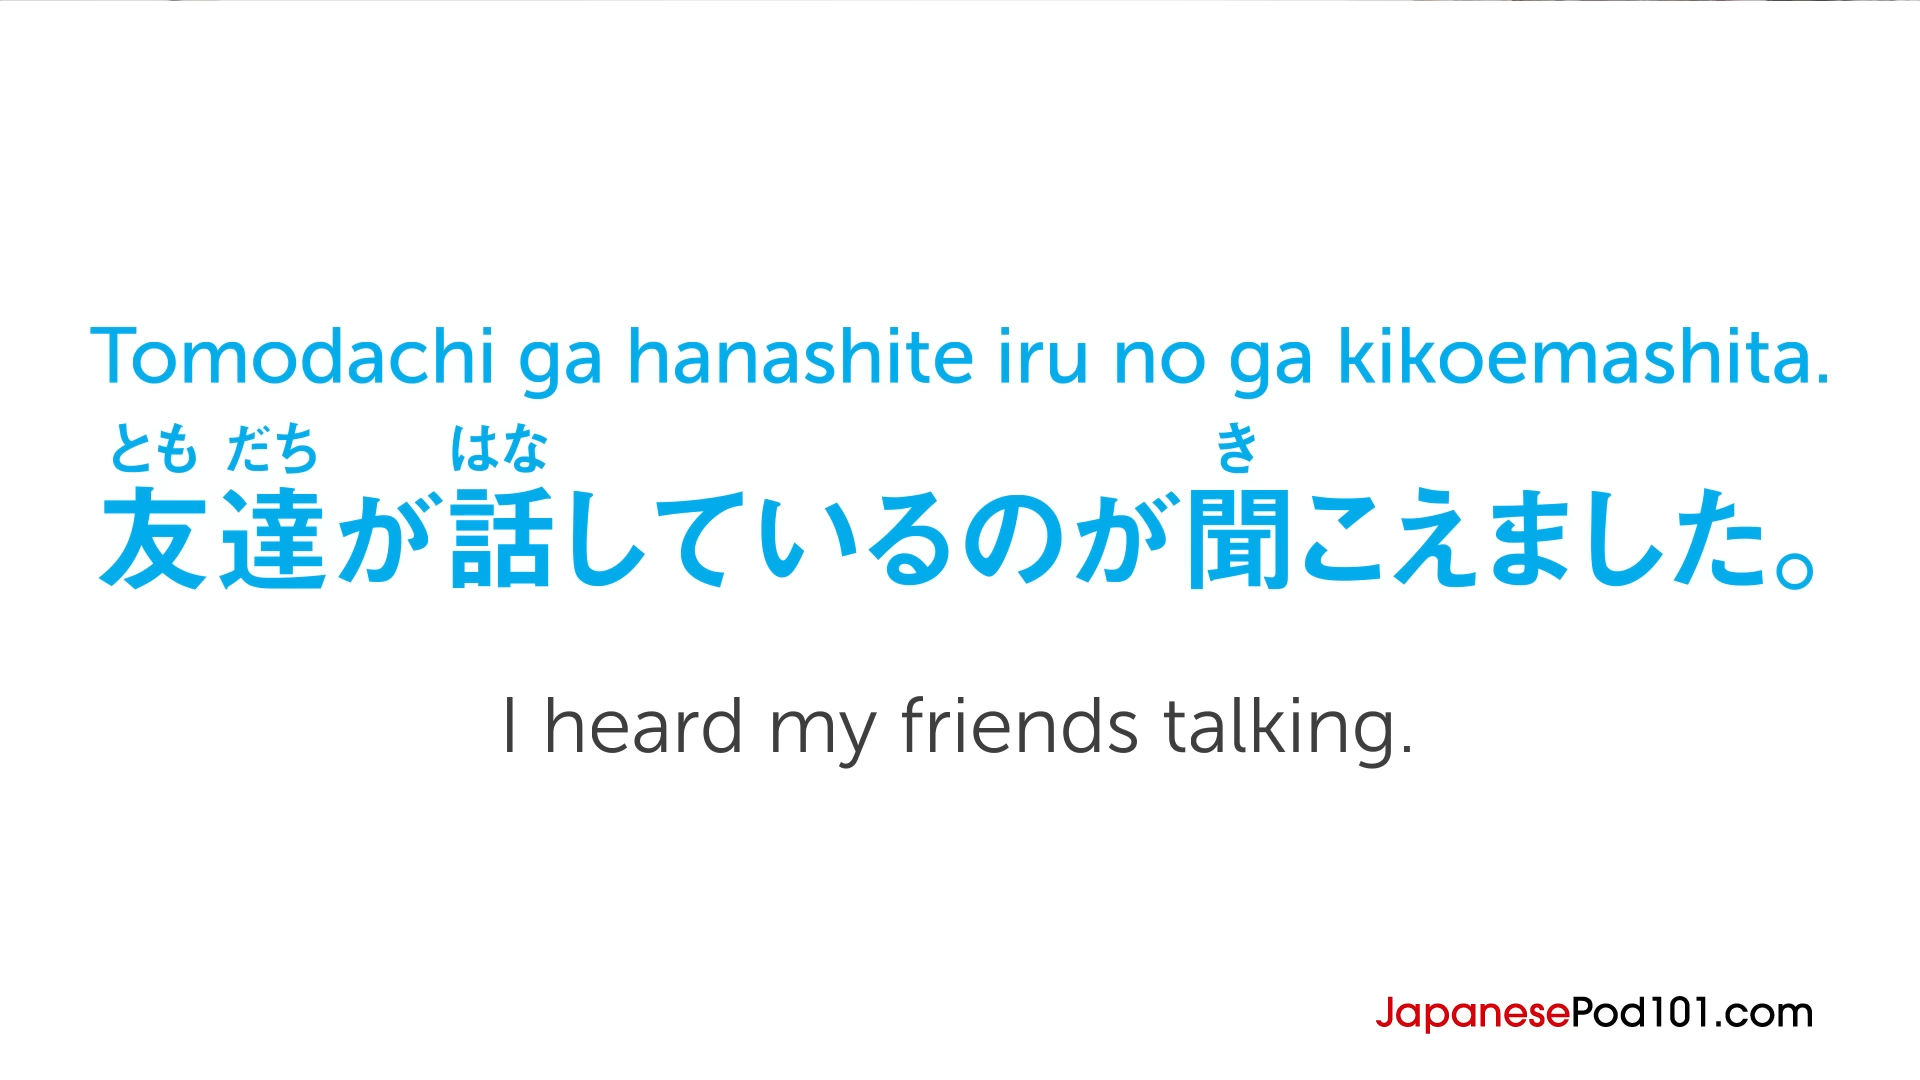 Tomodachi ga hanashite iru no ga kikoemashita.
とも だち はな き
友達が話しているのが聞こえました。
I heard my friends talking.
JapanesePod101.com